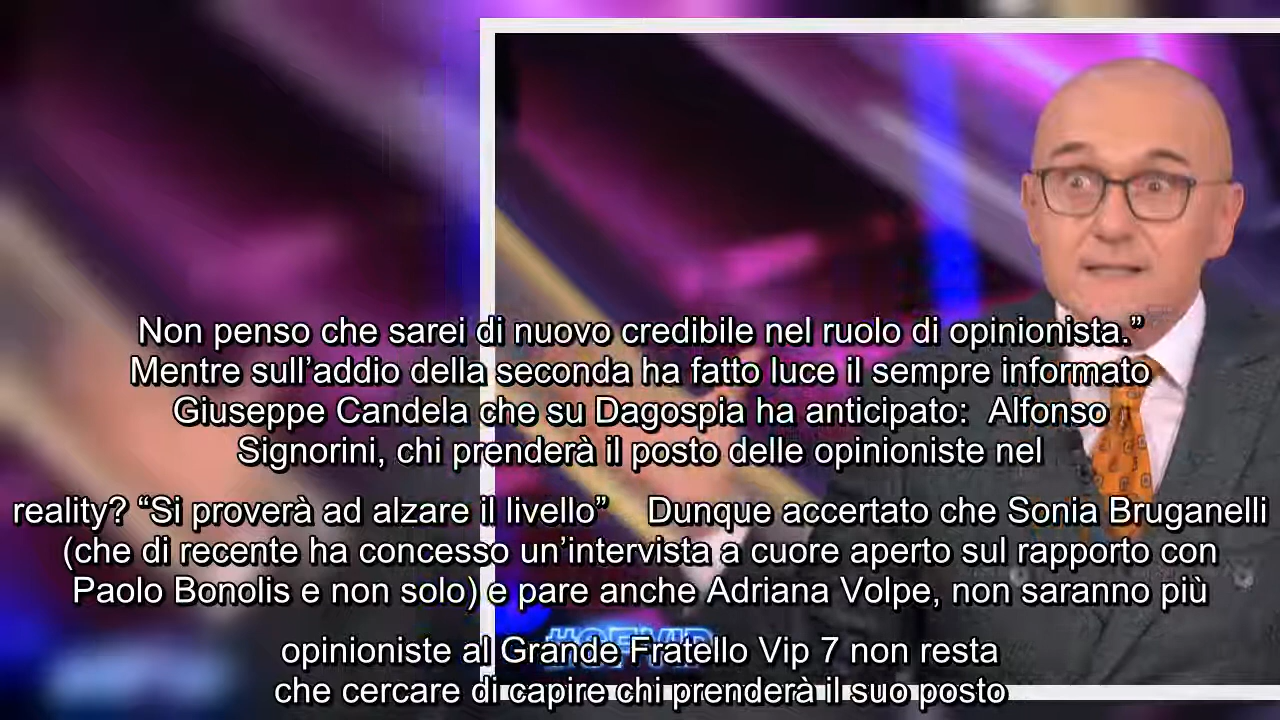 Non penso che sarei di nuovo credibile nel ruolo di opinionista.”
Mentre sull’addio della seconda ha fatto luce il sempre informato
Giuseppe Candela che su Dagospia ha anticipato: Alfonso
Signorini, chi prenderà il posto delle opinioniste nel
reality? “Si proverà ad alzare il livello” Dunque accertato che Sonia Bruganelli
(che di recente ha concesso un’intervista a cuore aperto sul rapporto con
Paolo Bonolis e non solo) e pare anche Adriana Volpe, non saranno più
#GFVIP
opinioniste al Grande Fratello Vip 7 non resta
che cercare di capire chi prenderà il suo posto